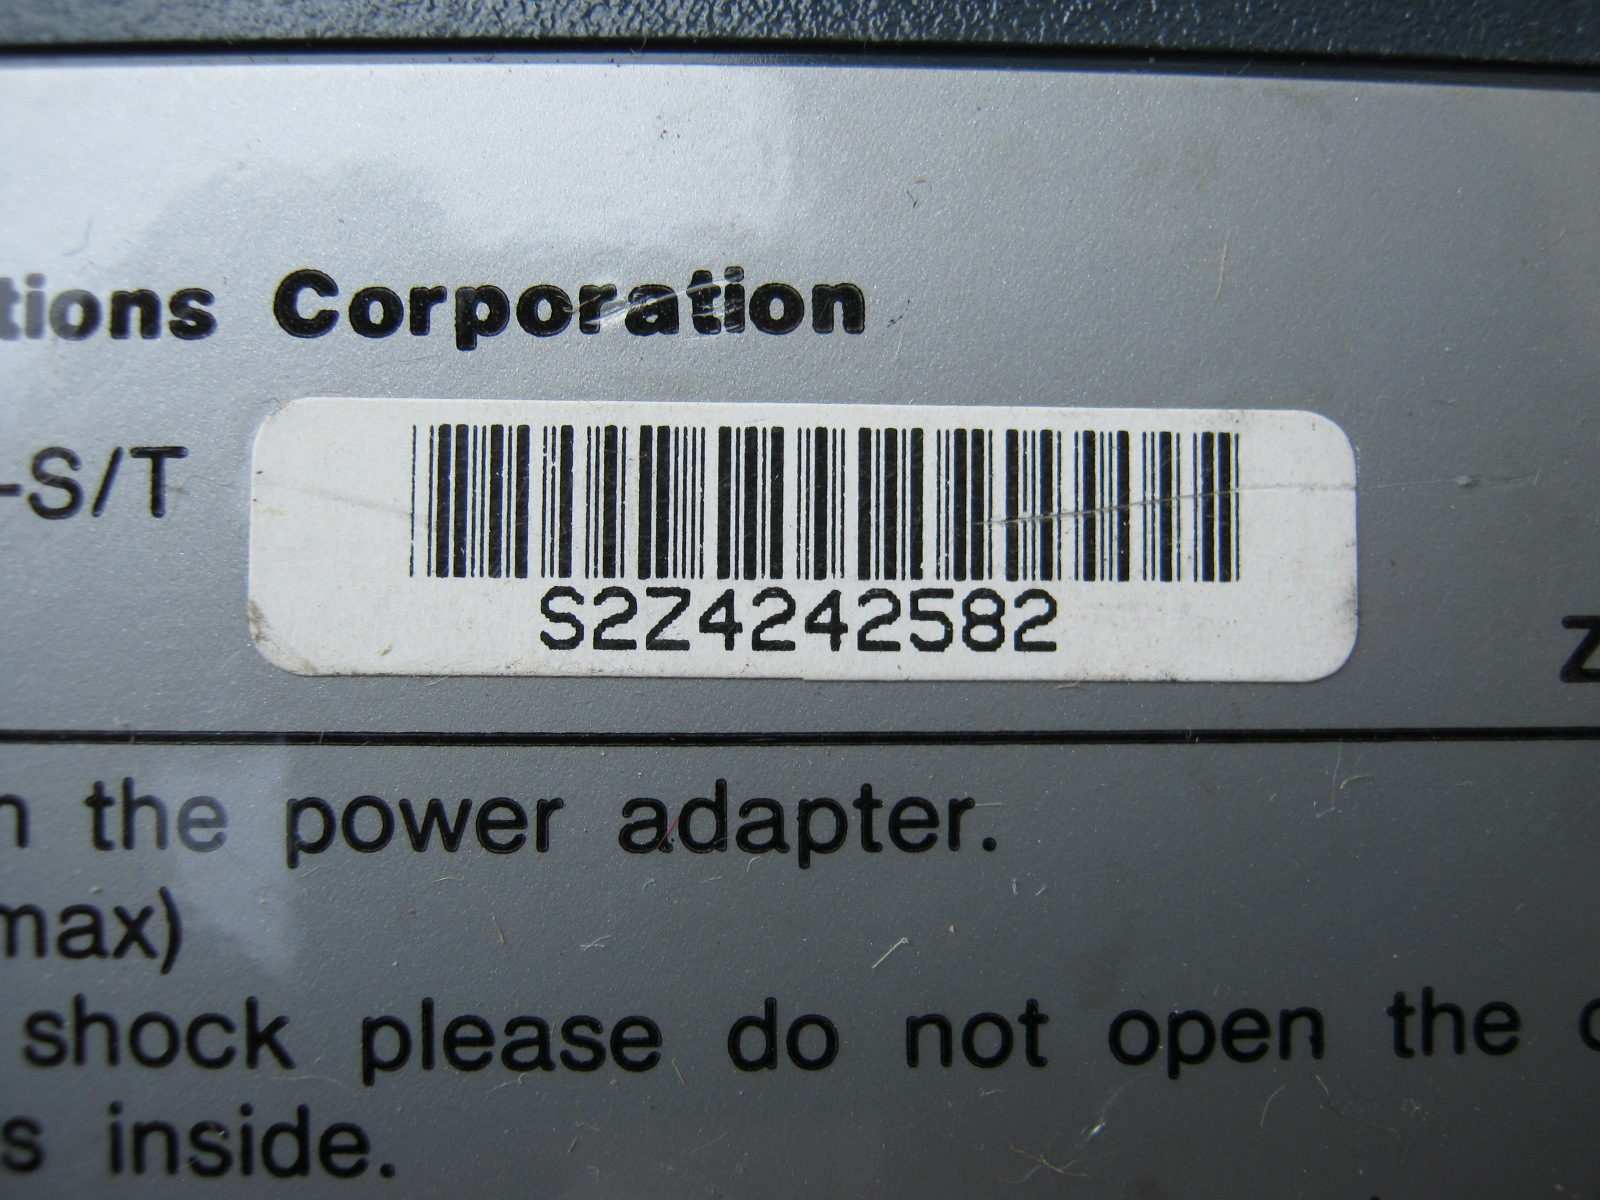 tions Corporation
-S/T
S2Z4242582
Z
n the power adapter.
max)
shock please do not open the c
s inside.